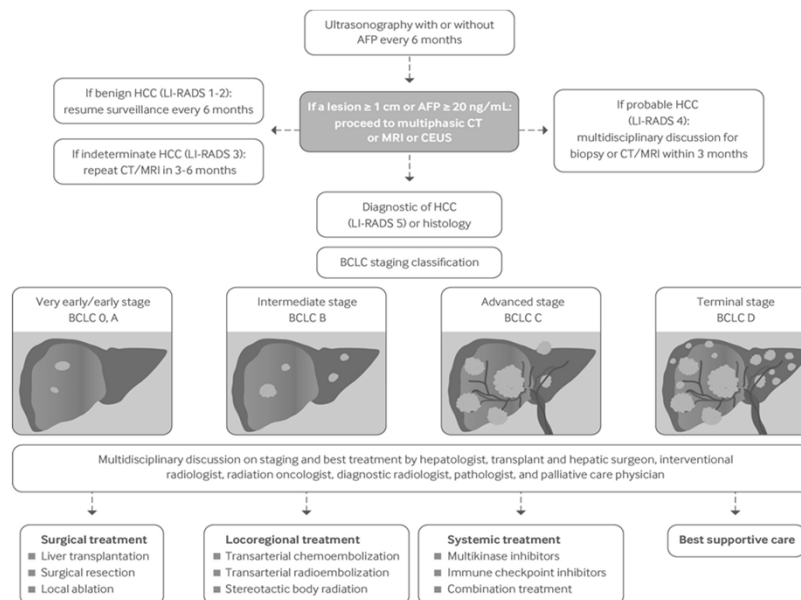 Ultrasonography with or without
AFP every 6 months
If benign HCC (LI-RADS 1-2):
resume surveillance every 6 months
If indeterminate HCC (LI-RADS 3):
repeat CT/MRI in 3-6 months
If a lesion ≥ 1 cm or AFP ≥ 20 ng/mL:
proceed to multiphasic CT
or MRI or CEUS
If probable HCC
(LI-RADS 4):
multidisciplinary discussion for
biopsy or CT/MRI within 3 months
Diagnostic of HCC
(LI-RADS 5) or histology
BCLC staging classification
Very early/early stage
BCLC 0, A
Intermediate stage
BCLC B
Advanced stage
BCLC C
Terminal stage
BCLC D
Multidisciplinary discussion on staging and best treatment by hepatologist, transplant and hepatic surgeon, interventional
radiologist, radiation oncologist, diagnostic radiologist, pathologist, and palliative care physician
Surgical treatment
Liver transplantation
Surgical resection
Local ablation
Locoregional treatment
Transarterial chemoembolization
Transarterial radioembolization
Stereotactic body radiation
Systemic treatment
Multikinase inhibitors
Immune checkpoint inhibitors
Combination treatment
Best supportive care